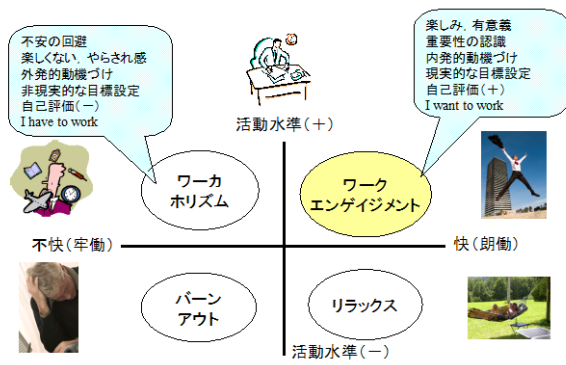 不安の回避
楽しくない，やらされ感
外発的動機づけ
非現実的な目標設定
自己評価(－)
I have to work
楽しみ，有意義
重要性の認識
内発的動機づけ
現実的な目標設定
自己評価(＋)
I want to work
活動水準(＋)
ワーカ
ホリズム
ワーク
エンゲイジメント
不快(牢働)
快(朗働)
バーン
アウト
リラックス
活動水準(－)